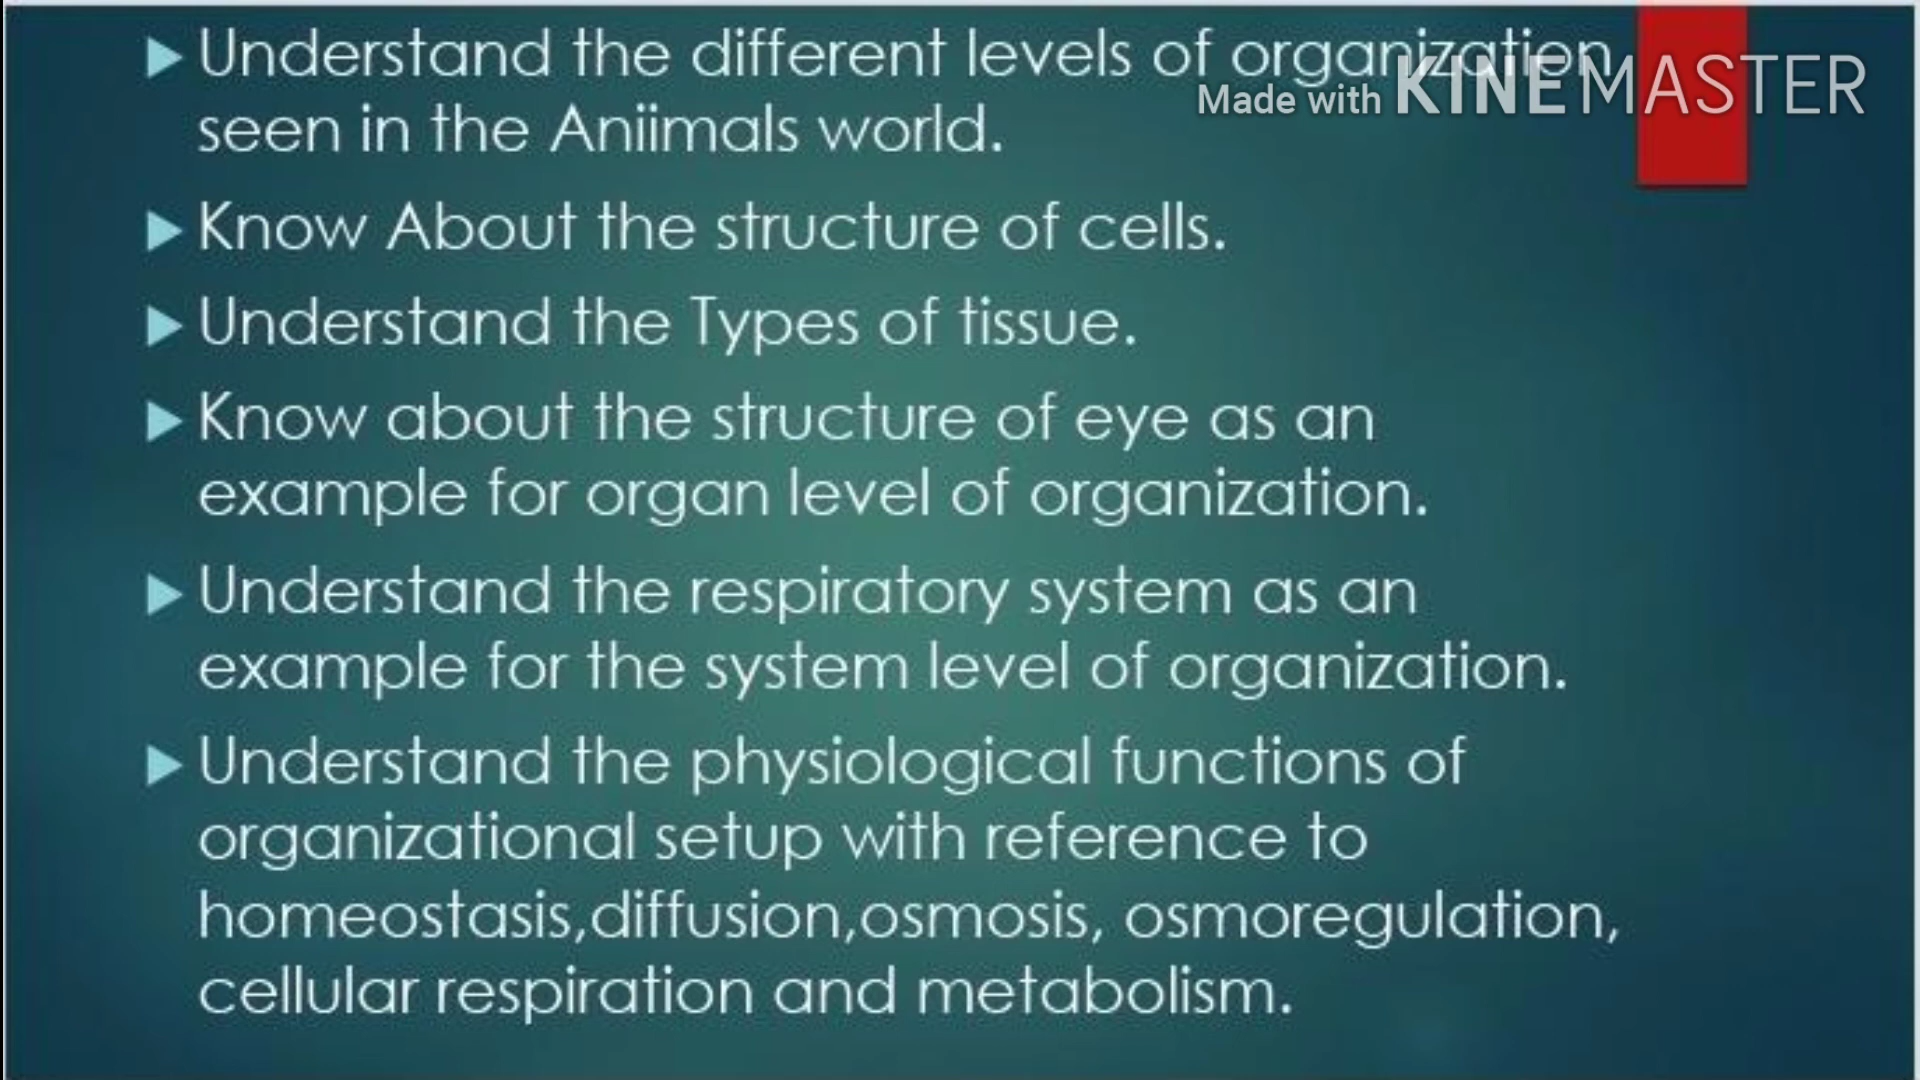 Understand the different levels of organization
Made with KINEMASTER
seen in the Aniimals world.
Know About the structure of cells.
Understand the Types of tissue.
Know about the structure of eye as an
example for organ level of organization.
Understand the respiratory system as an
example for the system level of organization.
Understand the physiological functions of
organizational setup with reference to
homeostasis,diffusion,osmosis, osmoregulation,
cellular respiration and metabolism.